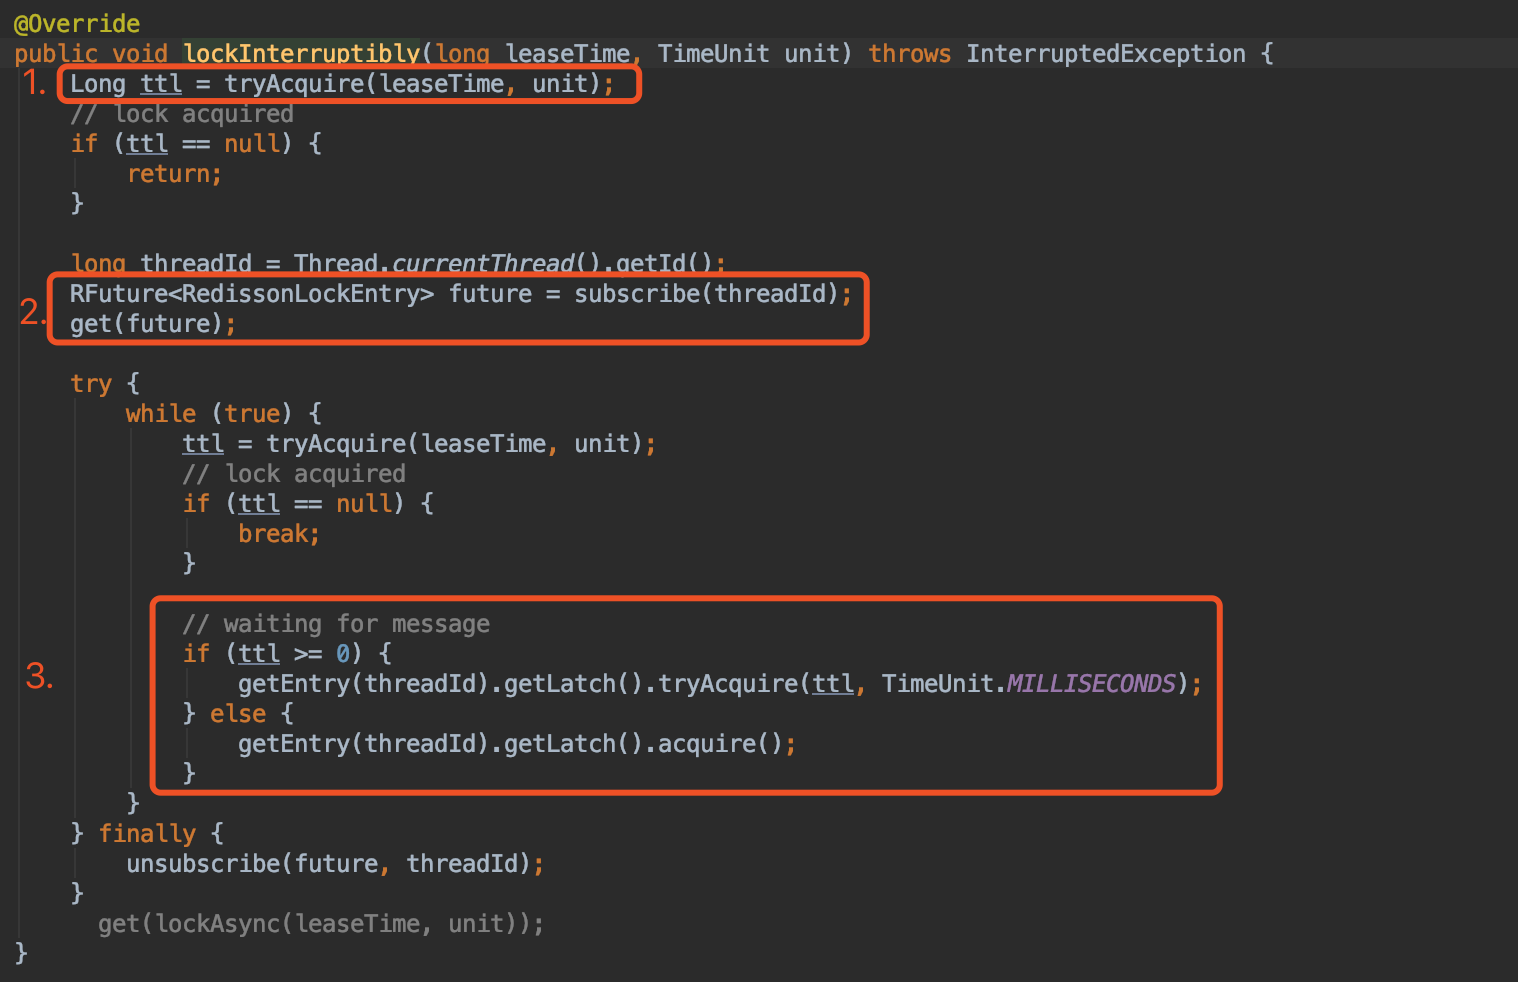 @Override
public void lockInterruptibly(long leaseTime, TimeUnit unit) throws InterruptedException {
1. Long ttl = tryAcquire(leaseTime, unit);
// lock acquired
if (ttl == null) {
return;
}
long threadId = Thread.currentThread().getId();
RFuture<RedissonLockEntry> future = subscribe(threadId);
2. get(future);
try {
while (true) {
ttl = tryAcquire(leaseTime, unit);
// lock acquired
if (ttl == null) {
break;
}
// waiting for message
if (ttl >= 0) {
3. getEntry(threadId).getLatch().tryAcquire(ttl, TimeUnit.MILLISECONDS);
} else {
getEntry(threadId).getLatch().acquire();
}
}
} finally {
unsubscribe(future, threadId);
}
get(lockAsync(leaseTime, unit));
}